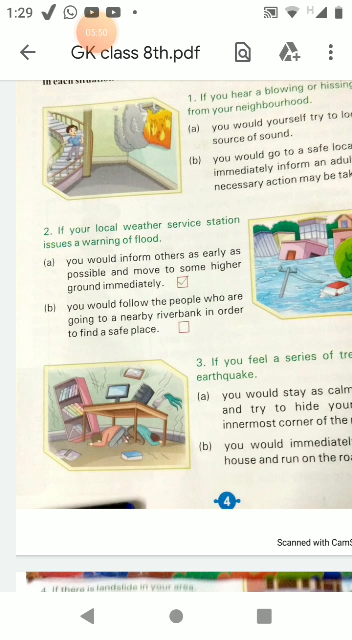 1:29
05:50
H
GK class 8th.pdf
in each situation
1. If you hear a blowing or hissing
from your neighbourhood.
(a) you would yourself try to
source of sound.
(b) you would go to a safe
immediately inform an
necessary action may be
2. If your local weather service station
issues a warning of flood.
(a) you would inform others as early as
possible and move to some higher
ground immediately.
(b) you would follow the people who are
going to a nearby riverbank in order
to find a safe place.
3. If you feel a series of
earthquake.
(a) you would stay as calm
and try to hide
innermost corner of the
(b) you would
house and run on the
4
Scanned with
4. If there is landslide in your area.